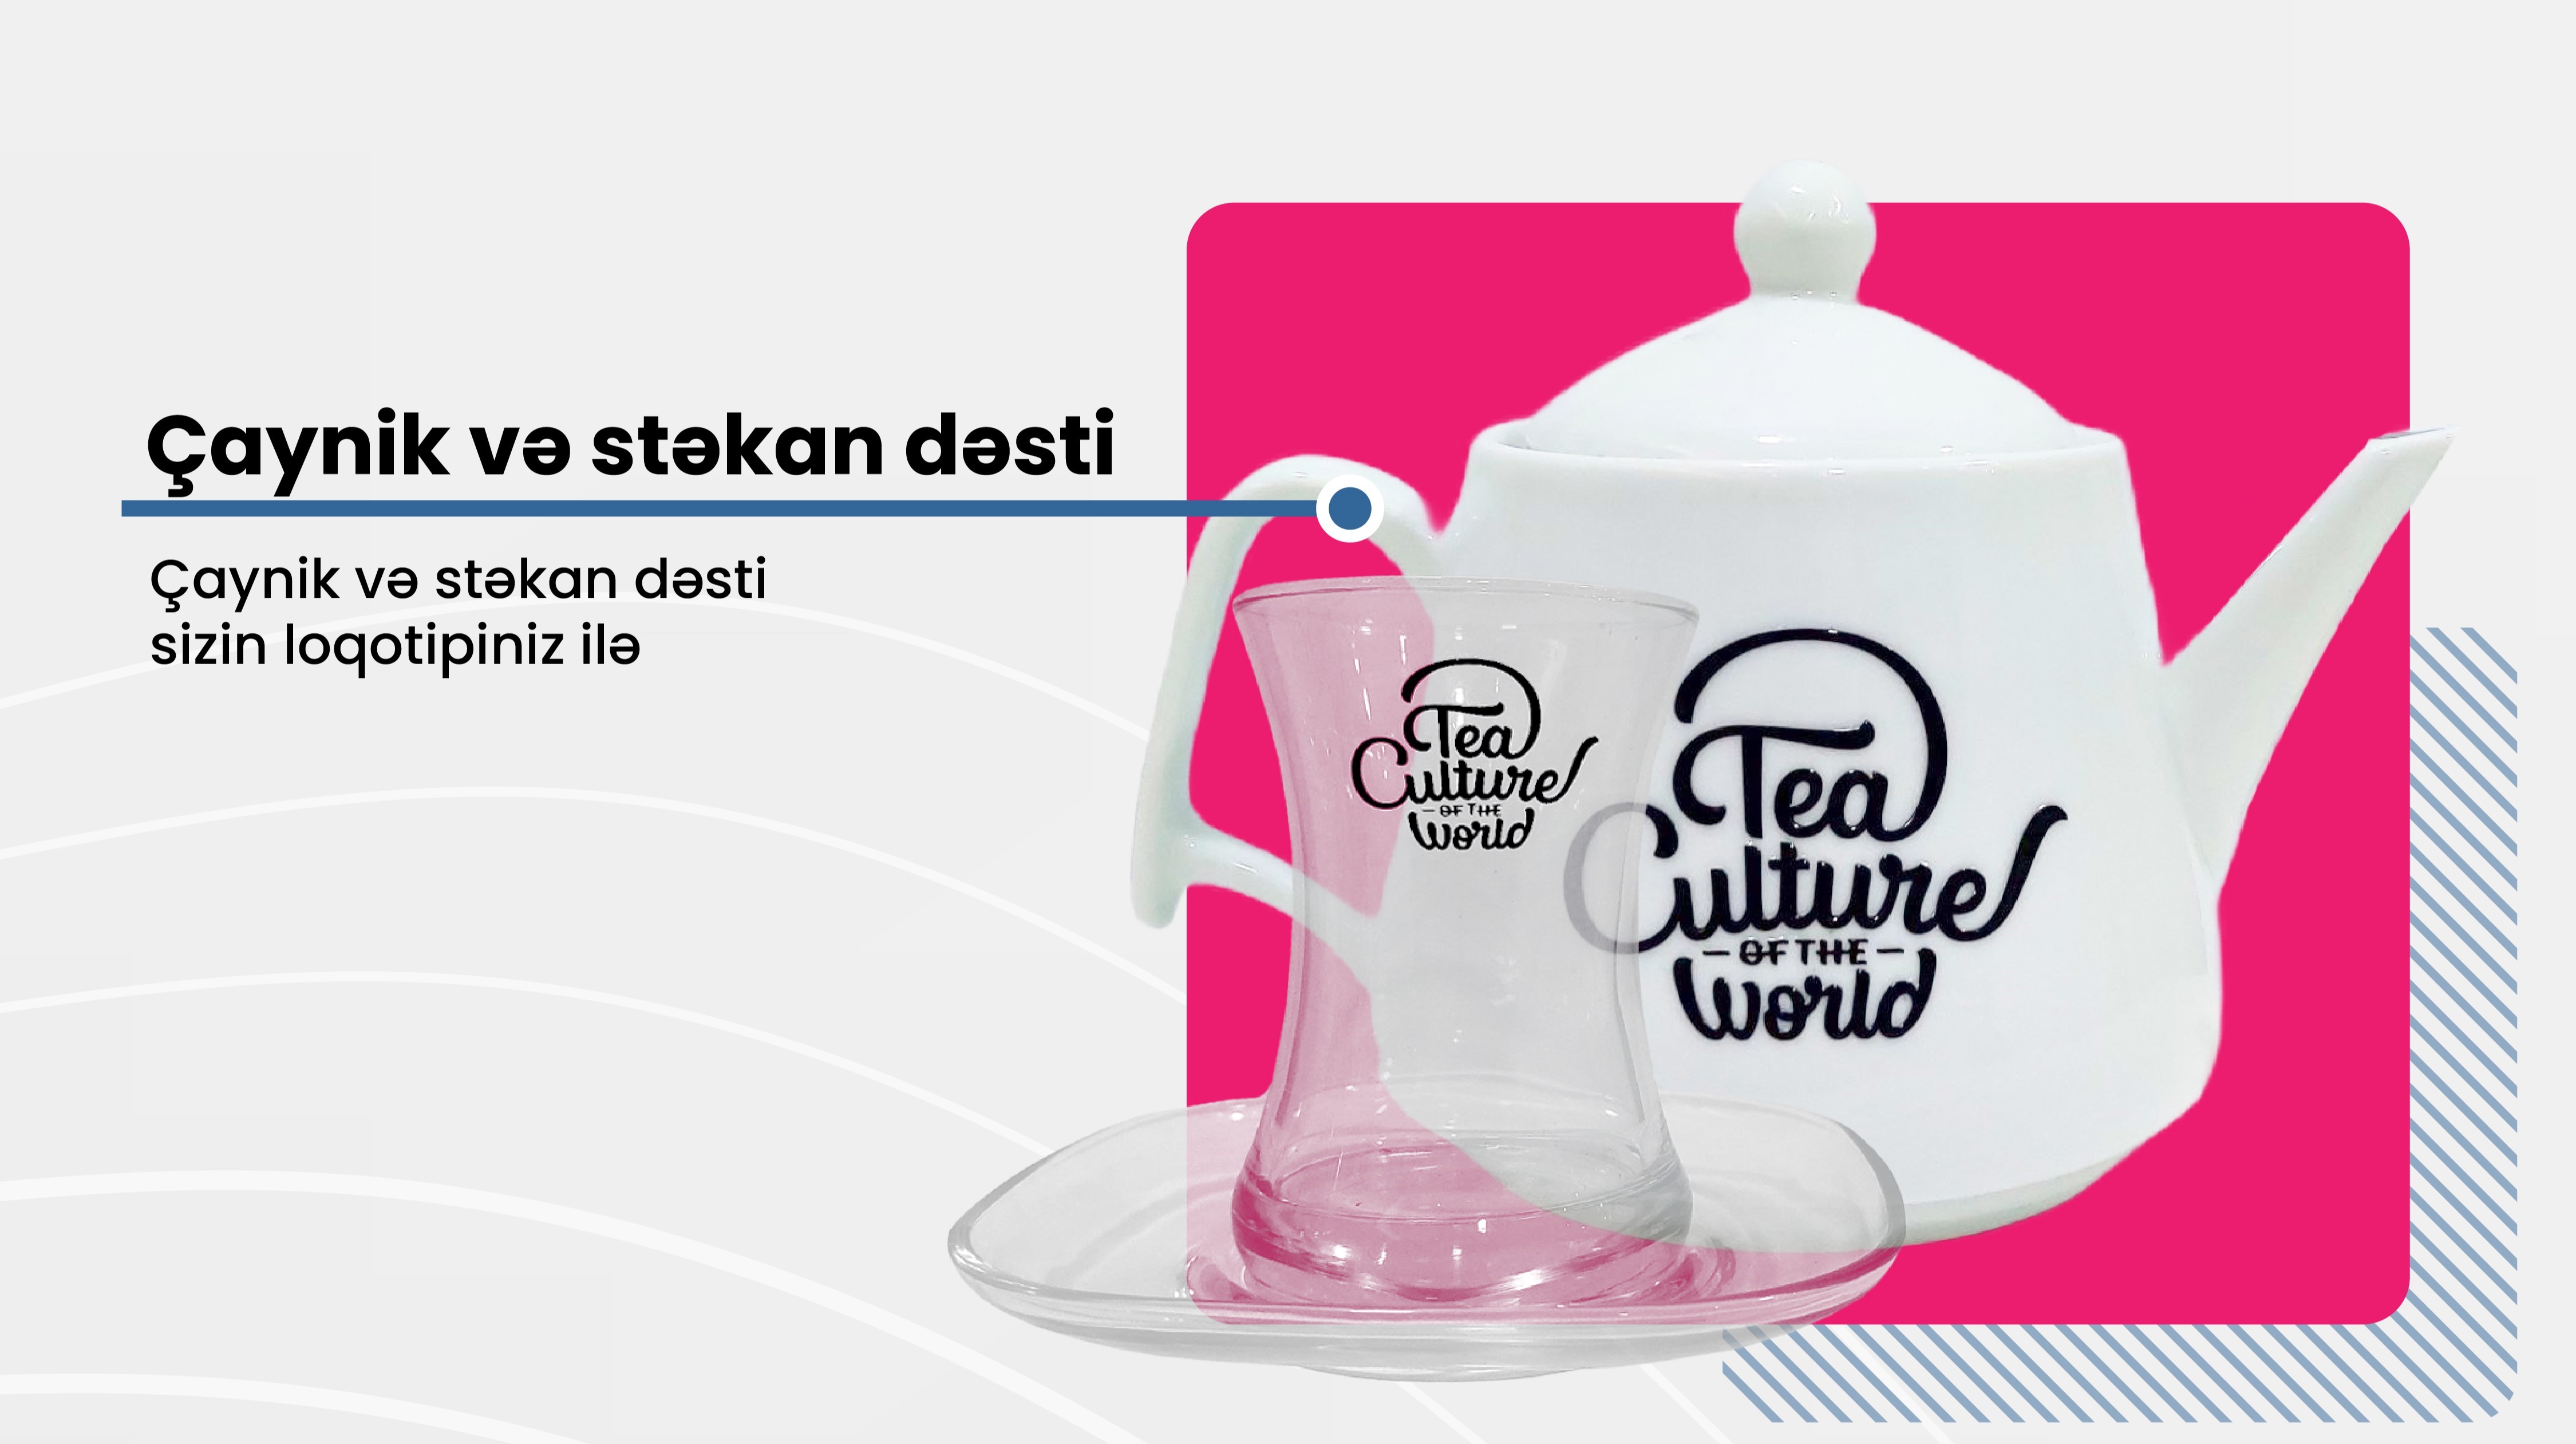 Çaynik və stəkan dəsti
Çaynik və stəkan dəsti
sizin loqotipiniz ilə
Tea
Culture
OF THE
World
Tea
Culture
OF THE
World